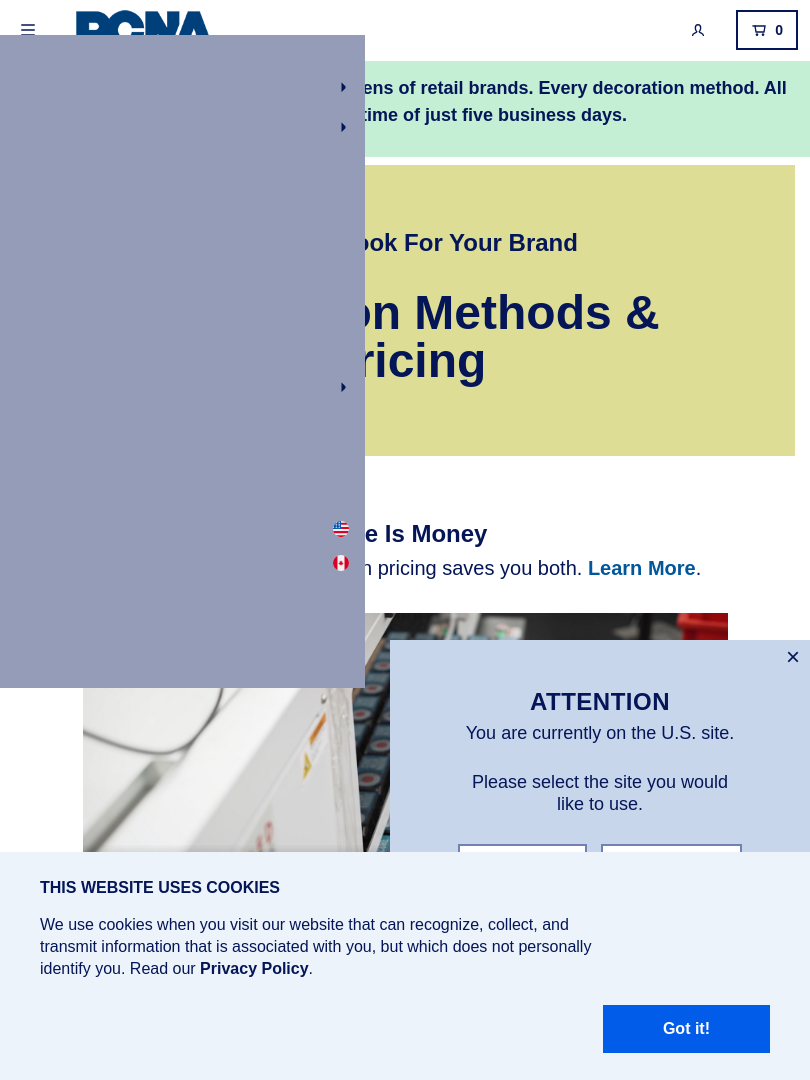 0
of retail brands. Every decoration method. All
time of just five business days.
For Your Brand
Methods &
Is Money
pricing saves you both. Learn More.
×
ATTENTION
You are currently on the U.S. site.
Please select the site you would
like to use.
THIS WEBSITE USES COOKIES
We use cookies when you visit our website that can recognize, collect, and
transmit information that is associated with you, but which does not personally
identify you. Read our Privacy Policy.
Got it!